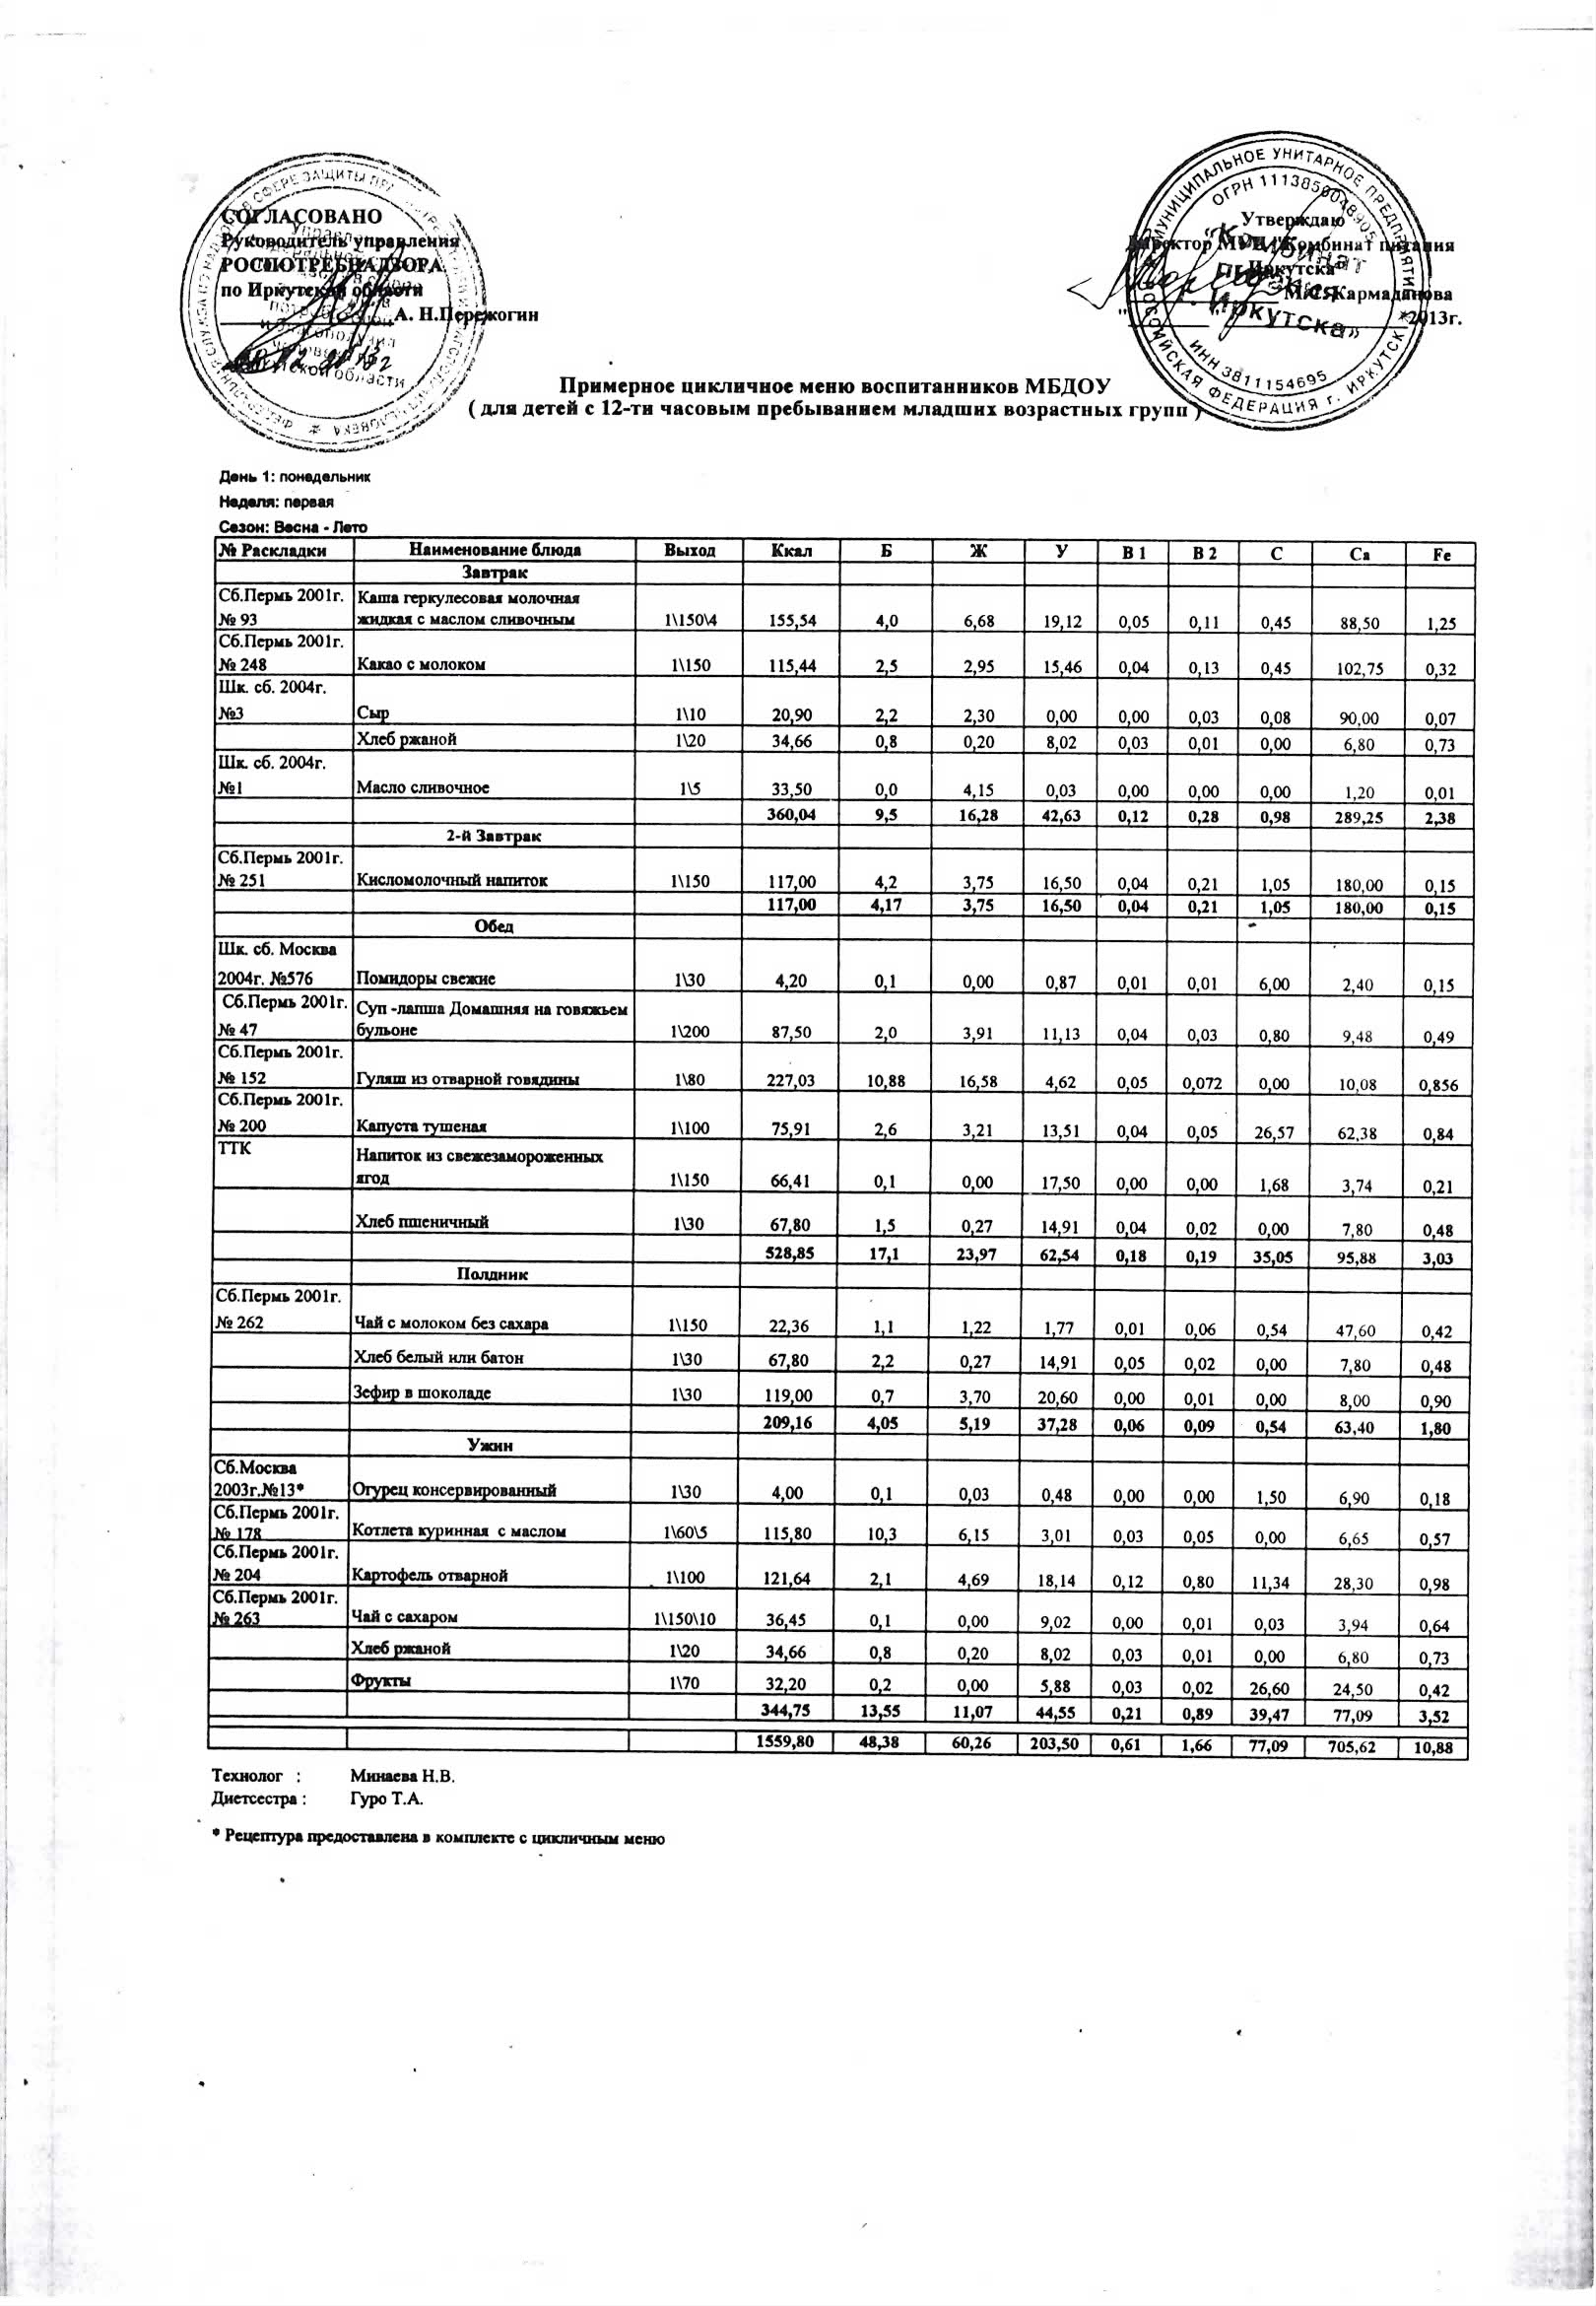 СОГЛАСОВАНО
Руководитель управления
РОСПОТРЕБНАДЗОРА
по Иркутской области
А. Н.Пережогин
Утверждаю
Директор МУП "Комбинат питания
г. Иркутска"
М.С.Кармаданова
2013г.
МУНИЦИПАЛЬНОЕ УНИТАРНОЕ ПРЕДПРИЯТИЕ
РОССИЙСКАЯ ФЕДЕРАЦИЯ г. ИРКУТСК
ОГРН 1113850048905
ИНН 3811154695
"Комбинат
питания
г. Иркутска»
Примерное цикличное меню воспитанников МБДОУ
( для детей с 12-ти часовым пребыванием младших возрастных групп )
День 1: понедельник
Неделя: первая
Сезон: Весна - Лето
№ Раскладки Наименование блюда Выход Ккал Б Ж У В 1 В 2 С Са Fe
Завтрак
Сб.Пермь 2001г. Каша геркулесовая молочная
№ 93 жидкая с маслом сливочным 1\150\4 155,54 4,0 6,68 19,12 0,05 0,11 0,45 88,50 1,25
Сб.Пермь 2001г.
№ 248 Какао с молоком 1\150 115,44 2,5 2,95 15,46 0,04 0,13 0,45 102,75 0,32
Шк. сб. 2004г.
№3 Сыр 1\10 20,90 2,2 2,30 0,00 0,00 0,03 0,08 90,00 0,07
Хлеб ржаной 1\20 34,66 0,8 0,20 8,02 0,03 0,01 0,00 6,80 0,73
Шк. сб. 2004г.
№1 Масло сливочное 1\5 33,50 0,0 4,15 0,03 0,00 0,00 0,00 1,20 0,01
360,04 9,5 16,28 42,63 0,12 0,28 0,98 289,25 2,38
2-й Завтрак
Сб.Пермь 2001г.
№ 251 Кисломолочный напиток 1\150 117,00 4,2 3,75 16,50 0,04 0,21 1,05 180,00 0,15
117,00 4,17 3,75 16,50 0,04 0,21 1,05 180,00 0,15
Обед
Шк. сб. Москва
2004г. №576 Помидоры свежие 1\30 4,20 0,1 0,00 0,87 0,01 0,01 6,00 2,40 0,15
Сб.Пермь 2001г. Суп -лапша Домашняя на говяжьем
№ 47 бульоне 1\200 87,50 2,0 3,91 11,13 0,04 0,03 0,80 9,48 0,49
Сб.Пермь 2001г.
№ 152 Гуляш из отварной говядины 1\80 227,03 10,88 16,58 4,62 0,05 0,072 0,00 10,08 0,856
Сб.Пермь 2001г.
№ 200 Капуста тушеная 1\100 75,91 2,6 3,21 13,51 0,04 0,05 26,57 62,38 0,84
ТТК Напиток из свежезамороженных
ягод 1\150 66,41 0,1 0,00 17,50 0,00 0,00 1,68 3,74 0,21
Хлеб пшеничный 1\30 67,80 1,5 0,27 14,91 0,04 0,02 0,00 7,80 0,48
528,85 17,1 23,97 62,54 0,18 0,19 35,05 95,88 3,03
Полдник
Сб.Пермь 2001г.
№ 262 Чай с молоком без сахара 1\150 22,36 1,1 1,22 1,77 0,01 0,06 0,54 47,60 0,42
Хлеб белый или батон 1\30 67,80 2,2 0,27 14,91 0,05 0,02 0,00 7,80 0,48
Зефир в шоколаде 1\30 119,00 0,7 3,70 20,60 0,00 0,01 0,00 8,00 0,90
209,16 4,05 5,19 37,28 0,06 0,09 0,54 63,40 1,80
Ужин
Сб.Москва
2003г.№13* Огурец консервированный 1\30 4,00 0,1 0,03 0,48 0,00 0,00 1,50 6,90 0,18
Сб.Пермь 2001г.
№ 178 Котлета куринная с маслом 1\60\5 115,80 10,3 6,15 3,01 0,03 0,05 0,00 6,65 0,57
Сб.Пермь 2001г.
№ 204 Картофель отварной 1\100 121,64 2,1 4,69 18,14 0,12 0,80 11,34 28,30 0,98
Сб.Пермь 2001г.
№ 263 Чай с сахаром 1\150\10 36,45 0,1 0,00 9,02 0,00 0,01 0,03 3,94 0,64
Хлеб ржаной 1\20 34,66 0,8 0,20 8,02 0,03 0,01 0,00 6,80 0,73
Фрукты 1\70 32,20 0,2 0,00 5,88 0,03 0,02 26,60 24,50 0,42
344,75 13,55 11,07 44,55 0,21 0,89 39,47 77,09 3,52
1559,80 48,38 60,26 203,50 0,61 1,66 77,09 705,62 10,88
Технолог : Минаева Н.В.
Диетсестра : Гуро Т.А.
* Рецептура предоставлена в комплекте с цикличным меню